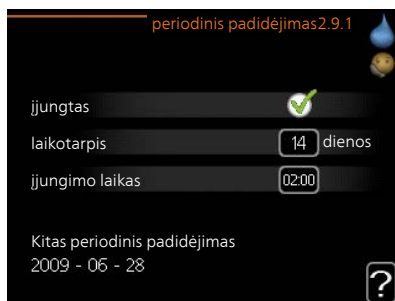 periodinis padidėjimas2.9.1
įjungtas
laikotarpis 14 dienos
įjungimo laikas 02:00
Kitas periodinis padidėjimas
2009 - 06 - 28
?